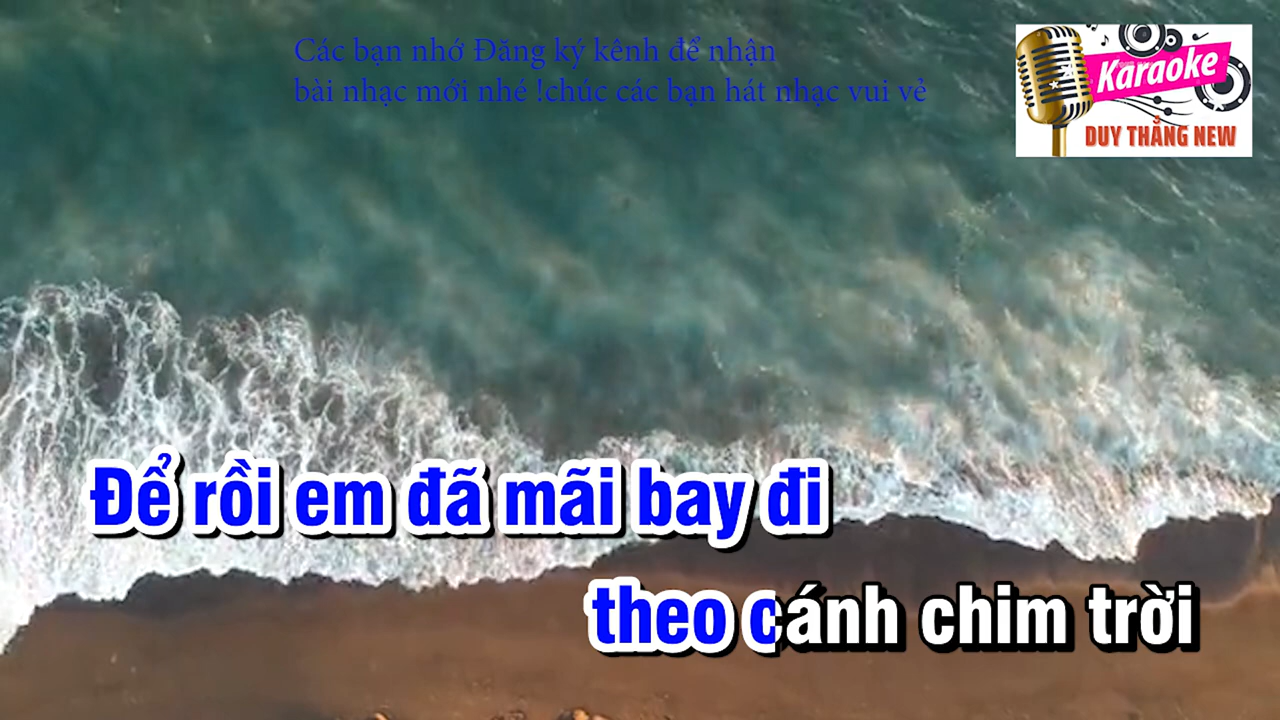 Các bạn nhớ Đăng ký kênh để nhận
bài nhạc mới nhé !chúc các bạn hát nhạc vui vẻ
Karaoke
DUY THẮNG NEW
Để rồi em đã mãi bay đi
theo cánh chim trời